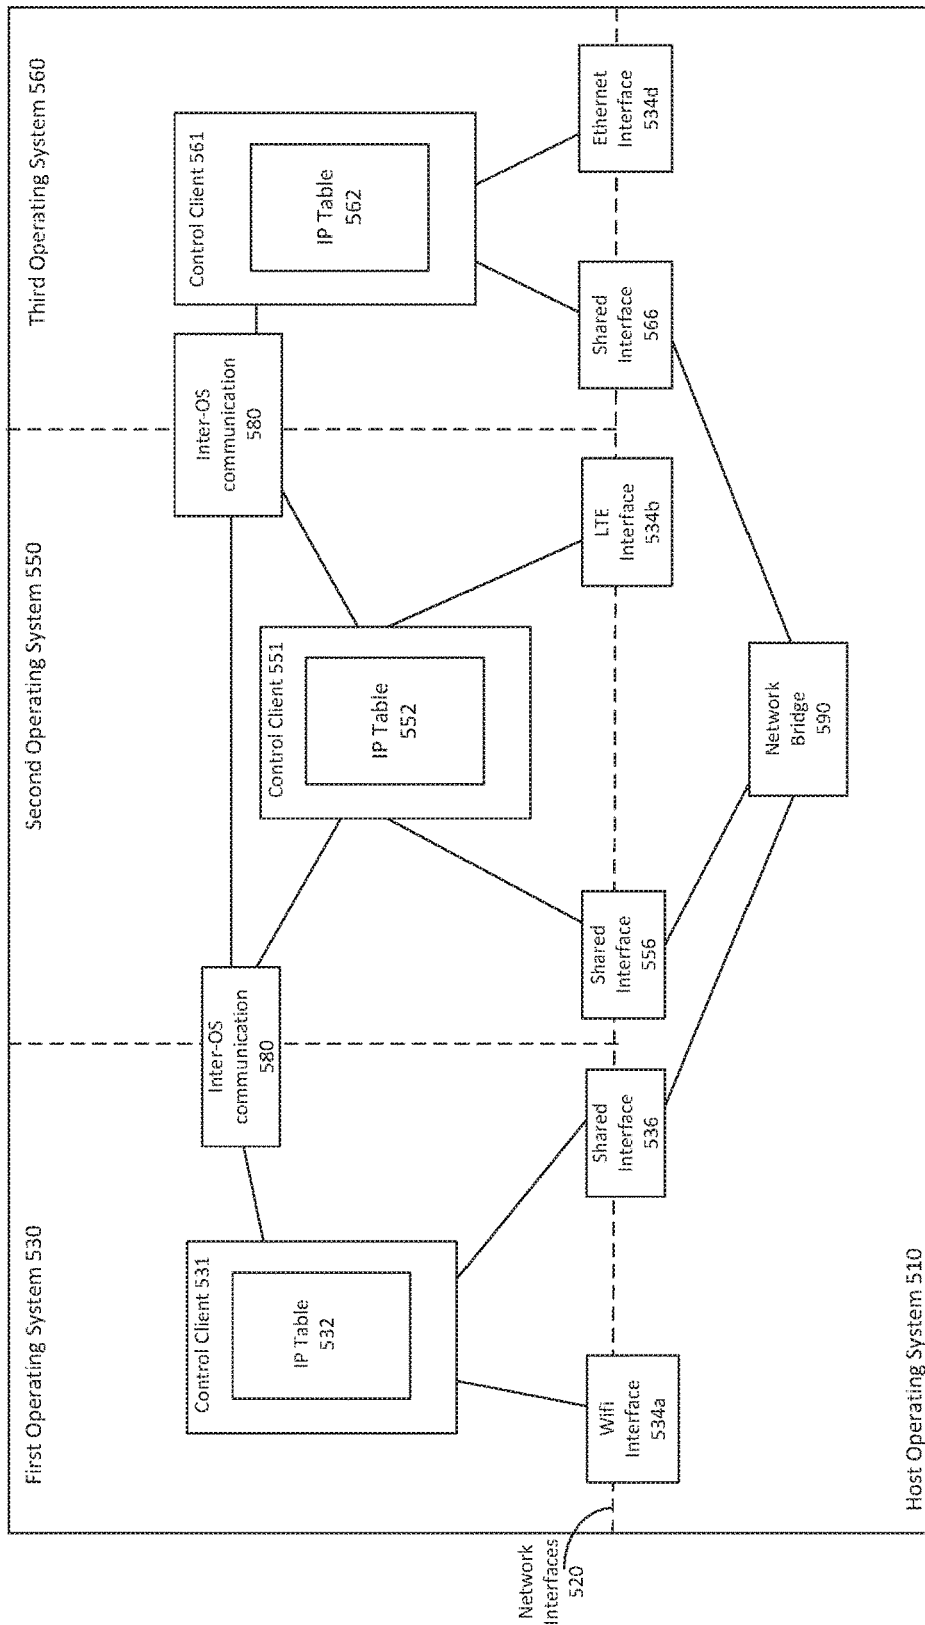 First Operating System 530
Second Operating System 550
Third Operating System 560
Control Client 531
IP Table
532
Inter-OS
communication
580
Control Client 551
IP Table
552
Inter-OS
communication
580
Control Client 561
IP Table
562
Network
Interfaces
520
Wifi
Interface
534a
Shared
Interface
536
Shared
Interface
556
LTE
Interface
534b
Shared
Interface
566
Ethernet
Interface
534d
Network
Bridge
590
Host Operating System 510